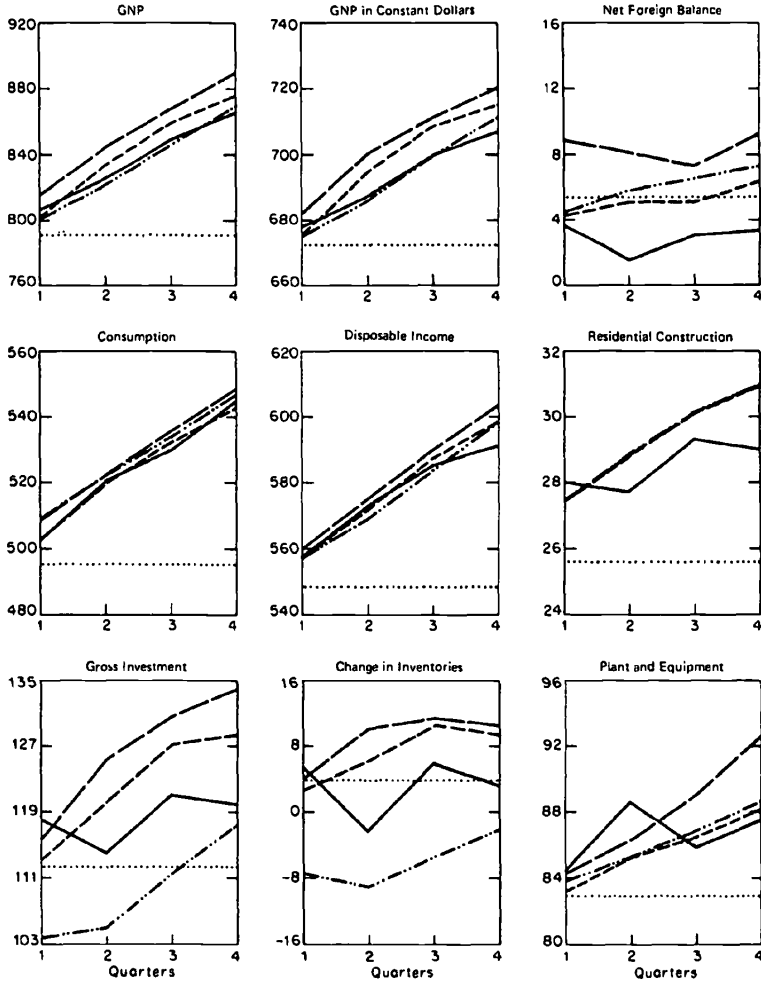 GNP
920
880
840
800
760
1 2 3 4
GNP in Constant Dollars
740
720
700
680
660
1 2 3 4
Net Foreign Balance
16
12
8
4
0
1 2 3 4
Consumption
560
540
520
500
480
1 2 3 4
Disposable Income
620
600
580
560
540
1 2 3 4
Residential Construction
32
30
28
26
24
1 2 3 4
Gross Investment
135
127
119
111
103
1 2 3 4
Quarters
Change in Inventories
16
8
0
-8
-16
1 2 3 4
Quarters
Plant and Equipment
96
92
88
84
80
1 2 3 4
Quarters